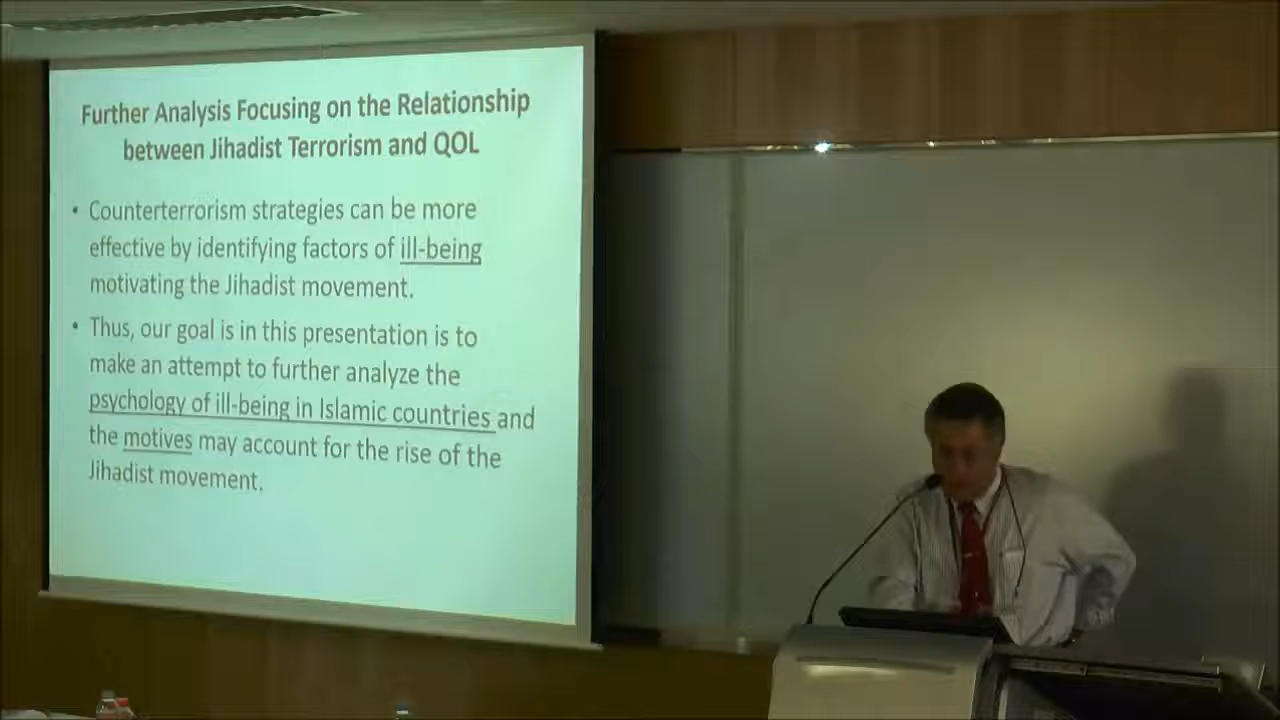 Further Analysis Focusing on the Relationship
between Jihadist Terrorism and QOL
• Counterterrorism strategies can be more
effective by identifying factors of ill-being
motivating the Jihadist movement.
• Thus, our goal is in this presentation is to
make an attempt to further analyze the
psychology of ill-being in Islamic countries and
the motives may account for the rise of the
Jihadist movement.